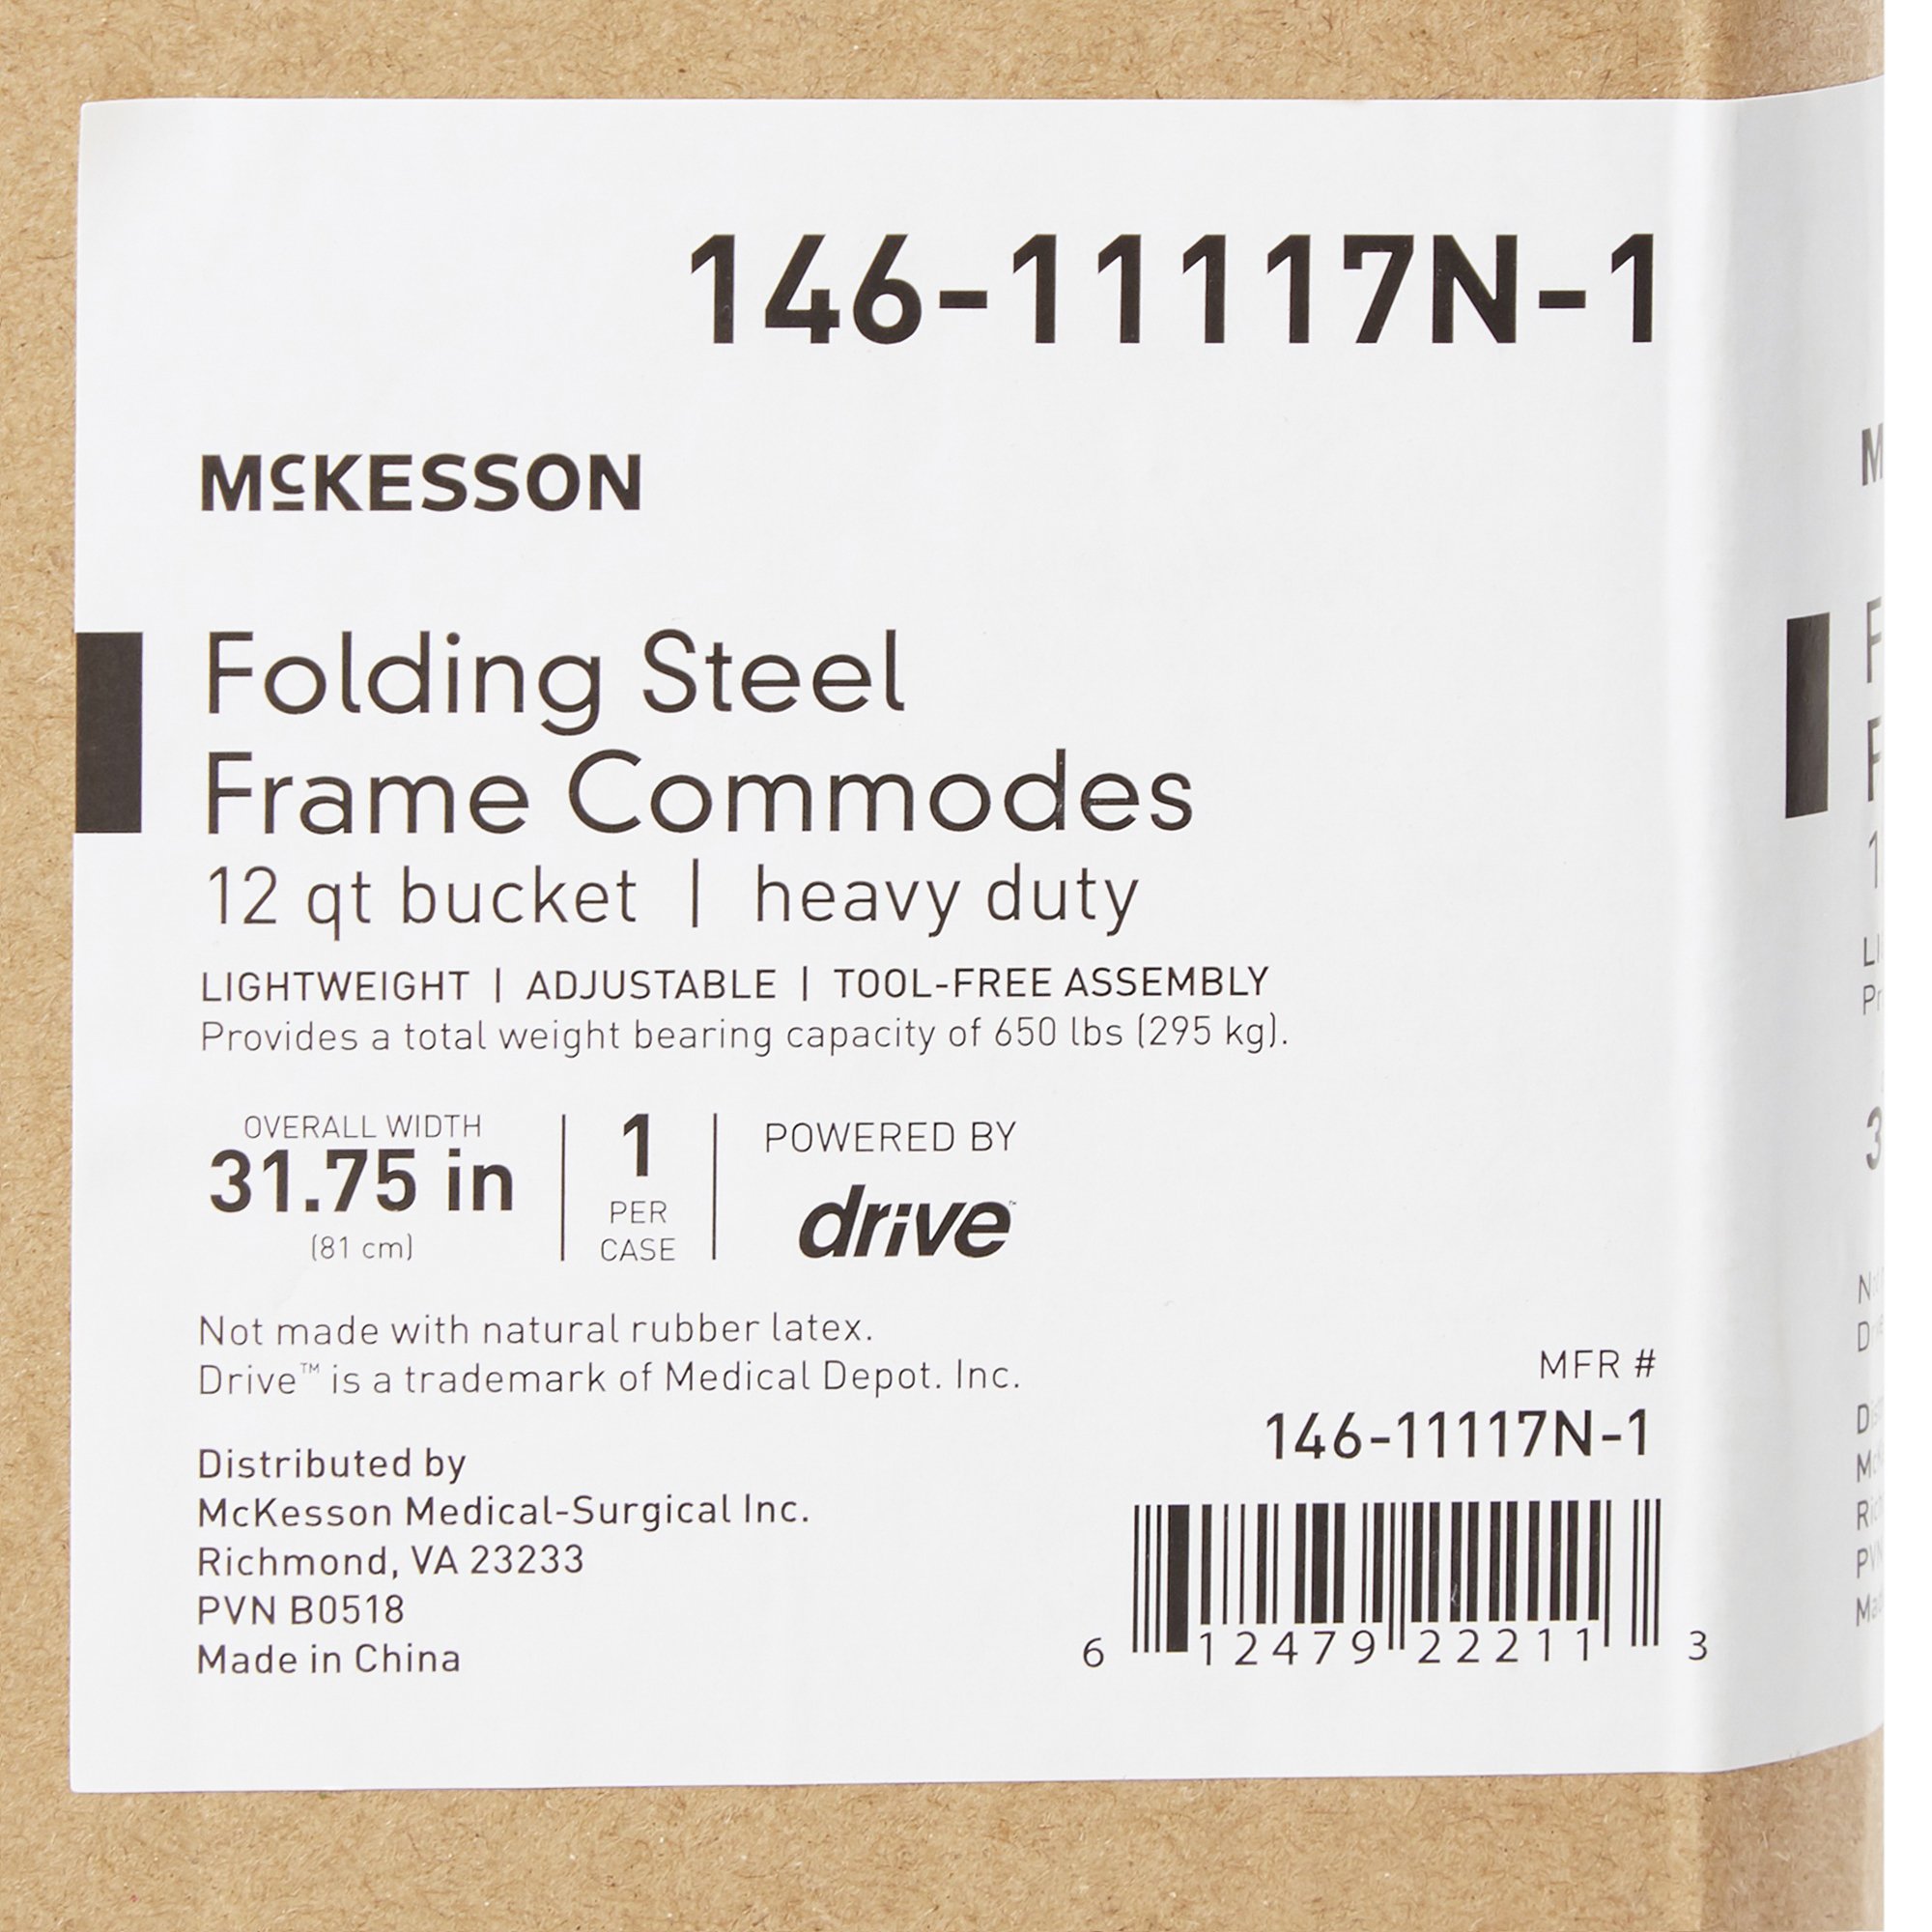 146-11117N-1
McKESSON
Folding Steel
Frame Commodes
12 qt bucket | heavy duty
LIGHTWEIGHT | ADJUSTABLE | TOOL-FREE ASSEMBLY
Provides a total weight bearing capacity of 650 lbs (295 kg).
OVERALL WIDTH
31.75 in
(81 cm)
1
PER
CASE
POWERED BY
drive™
Not made with natural rubber latex.
Drive™ is a trademark of Medical Depot. Inc.
Distributed by
McKesson Medical-Surgical Inc.
Richmond, VA 23233
PVN B0518
Made in China
MFR #
146-11117N-1
6 12479 22211 3